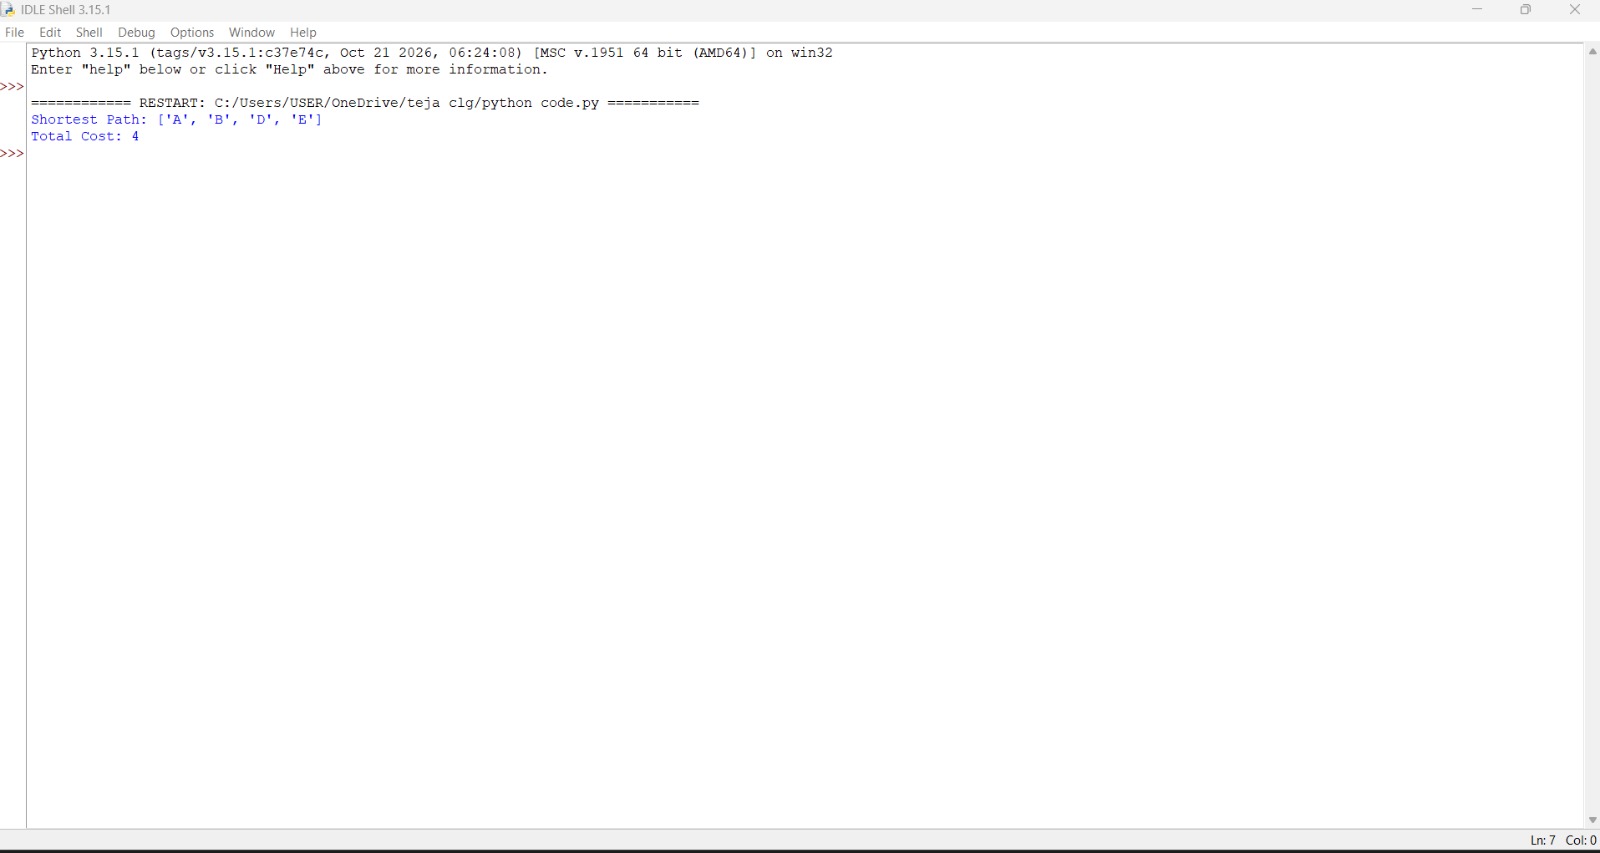 IDLE Shell 3.15.1
File Edit Shell Debug Options Window Help
Python 3.15.1 (tags/v3.15.1:c37e74c, Oct 21 2026, 06:24:08) [MSC v.1951 64 bit (AMD64)] on win32
Enter "help" below or click "Help" above for more information.
>>>
============ RESTART: C:/Users/USER/OneDrive/teja clg/python code.py ===========
Shortest Path: ['A', 'B', 'D', 'E']
Total Cost: 4
>>>
Ln: 7 Col: 0